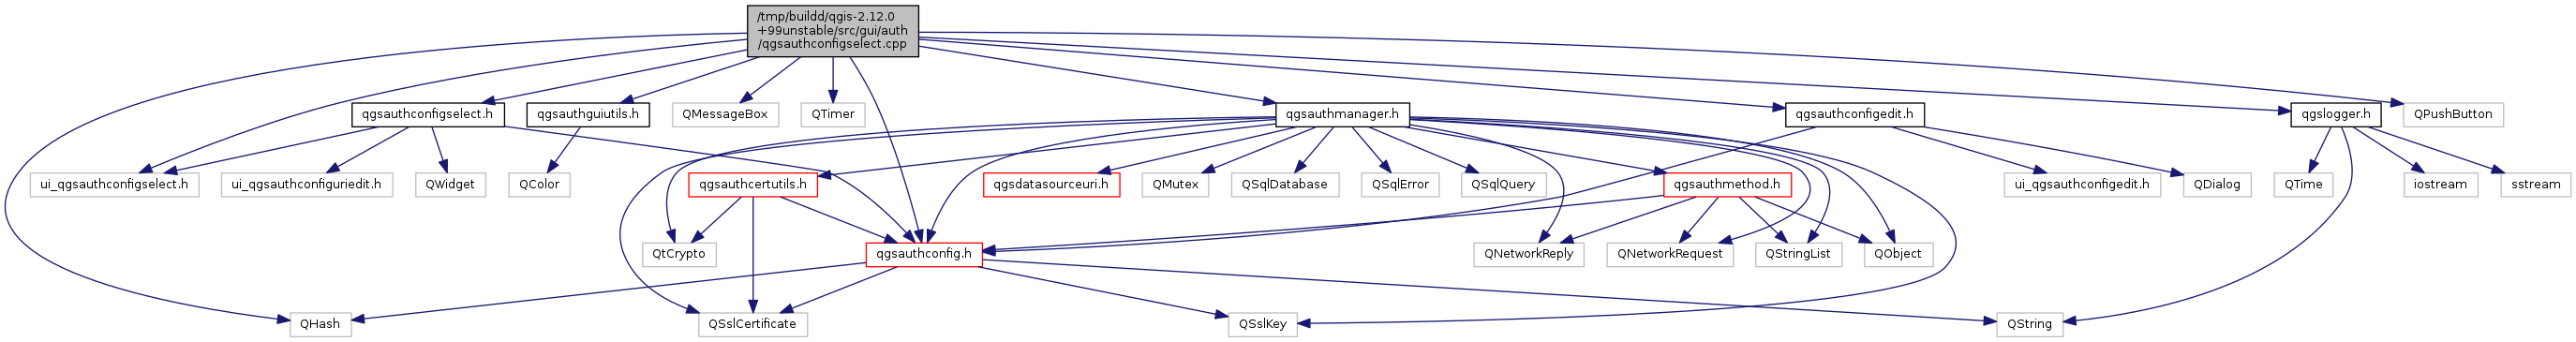 /tmp/buildd/qgis-2.12.0
+99unstable/src/gui/auth
/qgsauthconfigselect.cpp
qgsauthconfigselect.h
qgsauthguiutils.h
QMessageBox
QTimer
qgsauthmanager.h
qgsauthconfigedit.h
qgslogger.h
QPushButton
ui_qgsauthconfigselect.h
ui_qgsauthconfiguriedit.h
QWidget
QColor
qgsauthcertutils.h
qgsdatasourceuri.h
QMutex
QSqlDatabase
QSqlError
QSqlQuery
qgsauthmethod.h
ui_qgsauthconfigedit.h
QDialog
QTime
iostream
sstream
QtCrypto
qgsauthconfig.h
QNetworkReply
QNetworkRequest
QStringList
QObject
QHash
QSslCertificate
QSslKey
QString